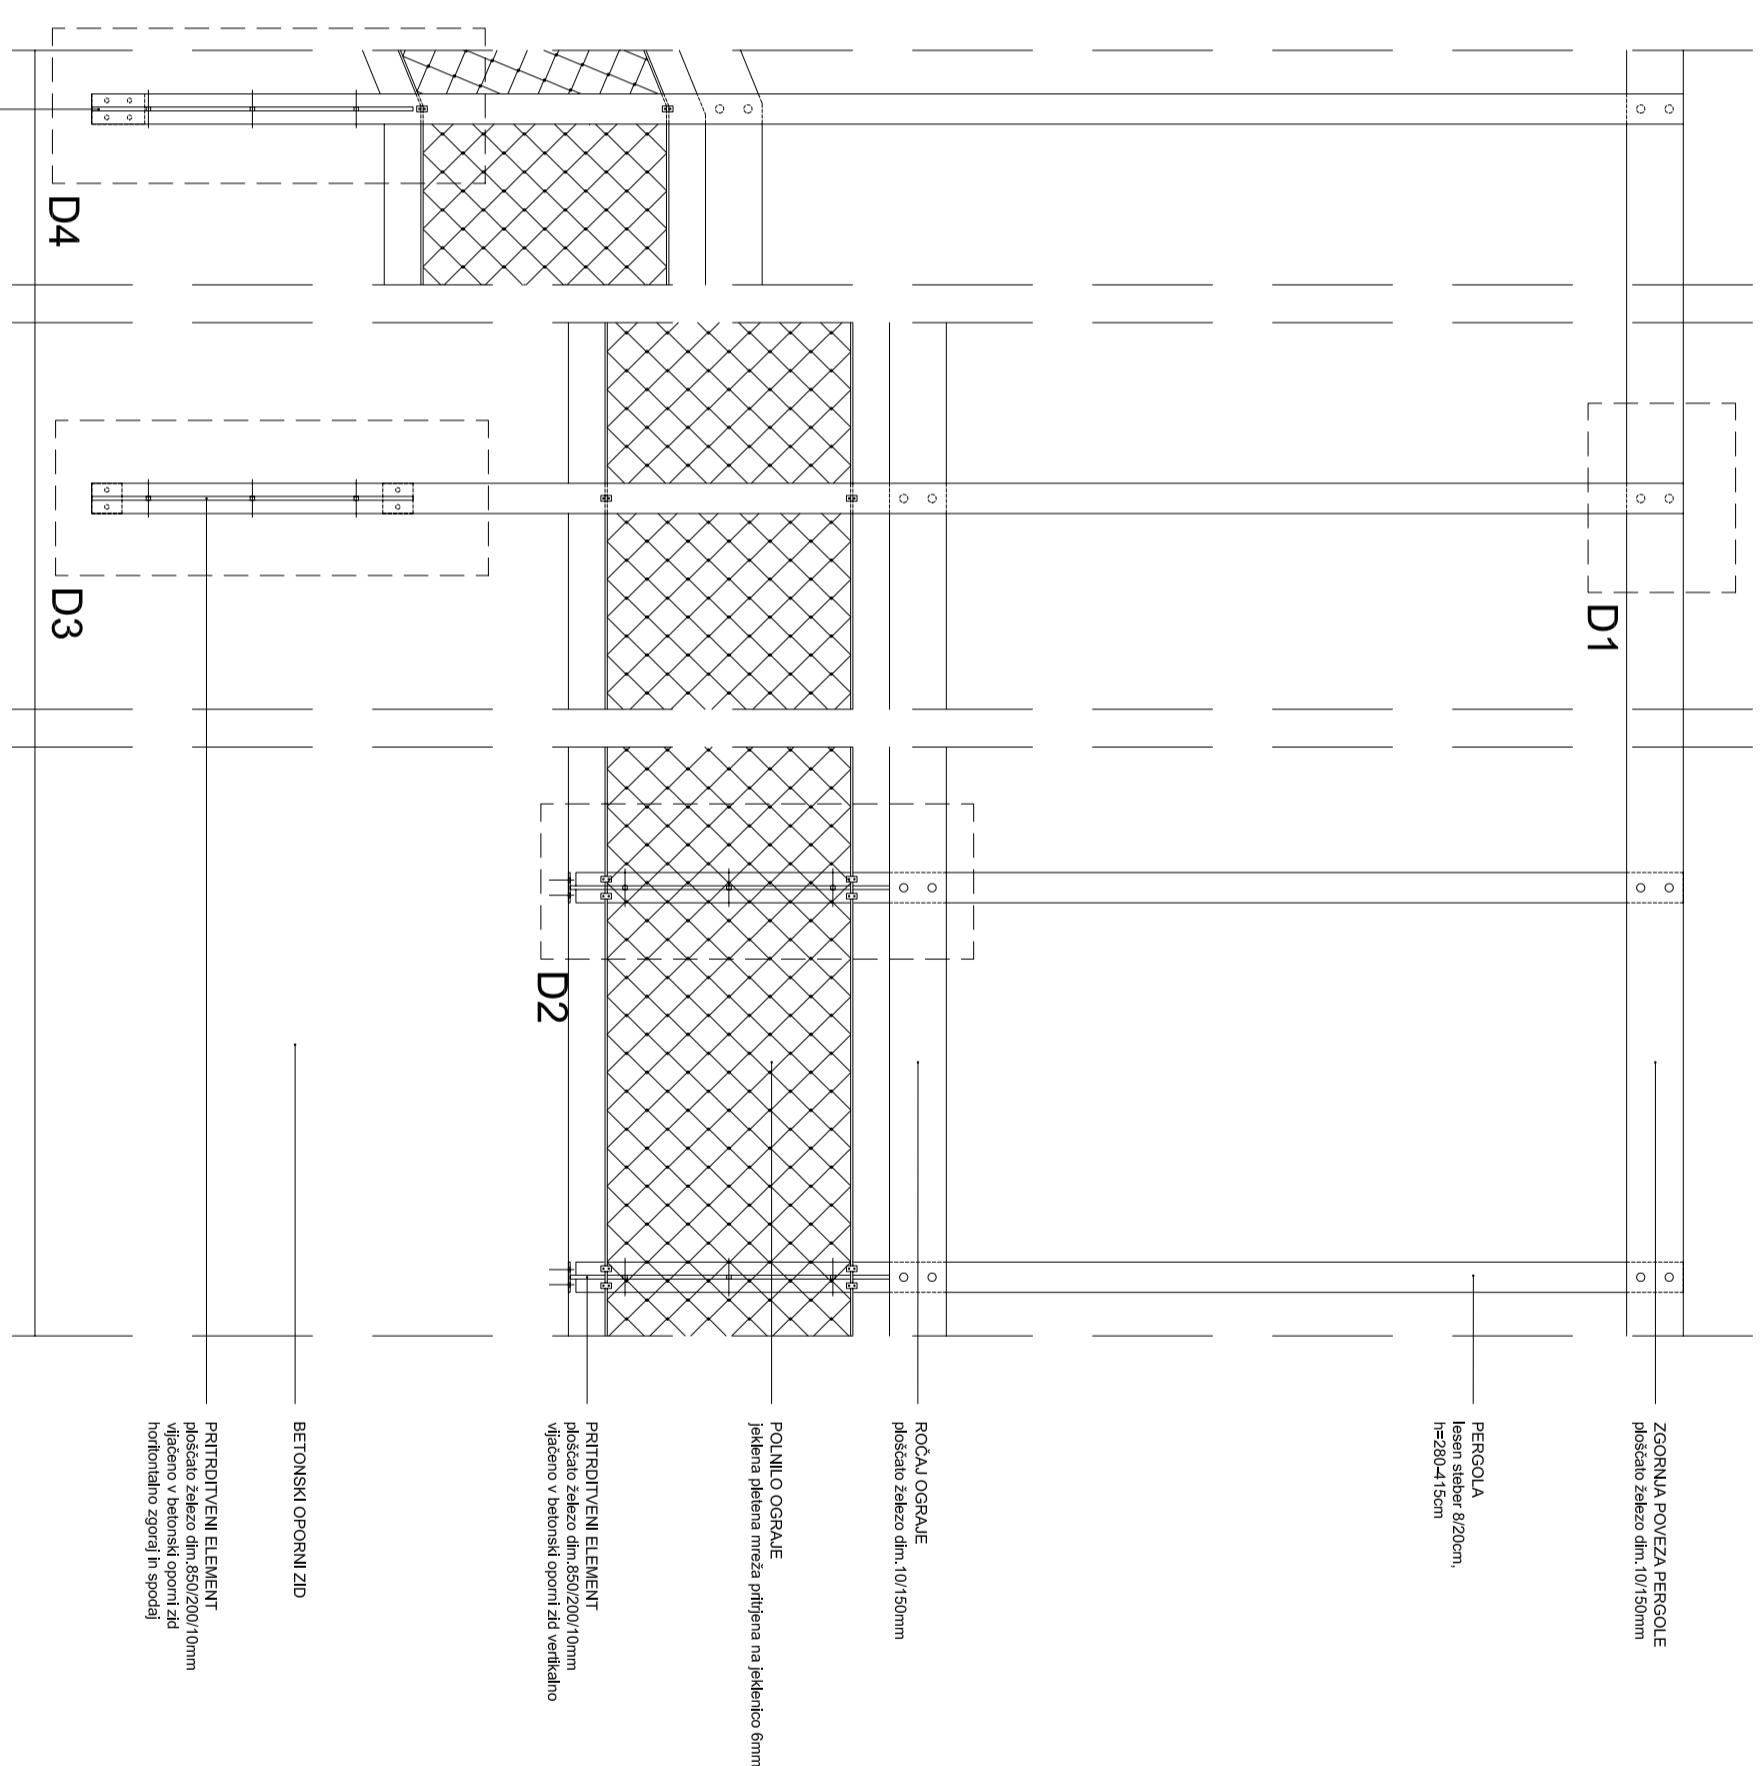 D1
D2
D3
D4
ZGORNJA POVEZA PERGOLE
ploščato železo dim.10/150mm
PERGOLA
lesen steber 8/20cm,
h=280-415cm
ROČAJ OGRAJE
ploščato železo dim.10/150mm
POLNILO OGRAJE
jeklena pletena mreža pritrjena na jeklenico 6mm
PRITRDITVENI ELEMENT
ploščato železo dim.850/200/10mm
vijačeno v betonski oporni zid vertikalno
BETONSKI OPORNI ZID
PRITRDITVENI ELEMENT
ploščato železo dim.850/200/10mm
vijačeno v betonski oporni zid
horitontalno zgoraj in spodaj